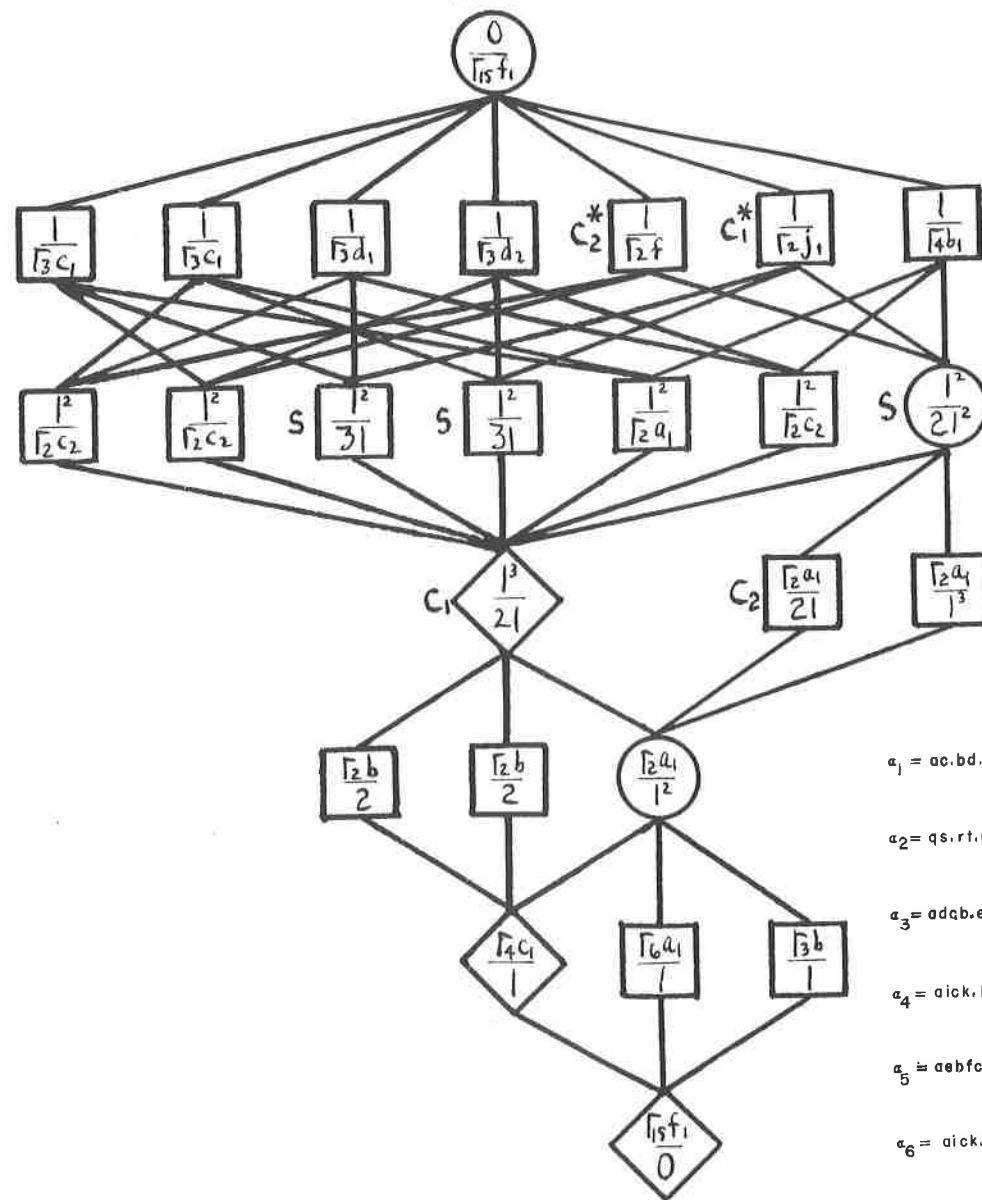 0
Γ₁₅f₁
1 1 1 1 C₂* 1 C₁* 1 1
Γ₃c₁ Γ₃c₁ Γ₃d₁ Γ₃d₂ Γ₂f Γ₂j₁ Γ₄b₁
1² 1² S 1² S 1² 1² 1² S 1²
Γ₂c₂ Γ₂c₂ 31 31 Γ₂a₁ Γ₂c₂ 21²
C₁ 1³ C₂ Γ₂a₁ Γ₂a₁
21 21 1³
Γ₂b Γ₂b Γ₂a₁
2 2 1²
α₁ = ac.bd.
α₂= qs.rt.
α₃= adcb.e
Γ₄c₁ Γ₆a₁ Γ₃b
1 1 1
α₄ = aick.
α₅ = aebfc
Γ₁₅f₁
0
α₆ = aick.